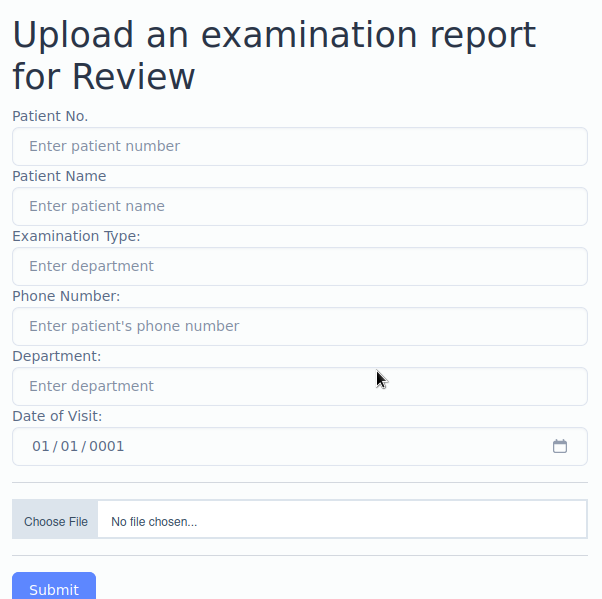 Upload an examination report
for Review
Patient No.
Enter patient number
Patient Name
Enter patient name
Examination Type:
Enter department
Phone Number:
Enter patient's phone number
Department:
Enter department
Date of Visit:
01/01/0001
Choose File No file chosen...
Submit